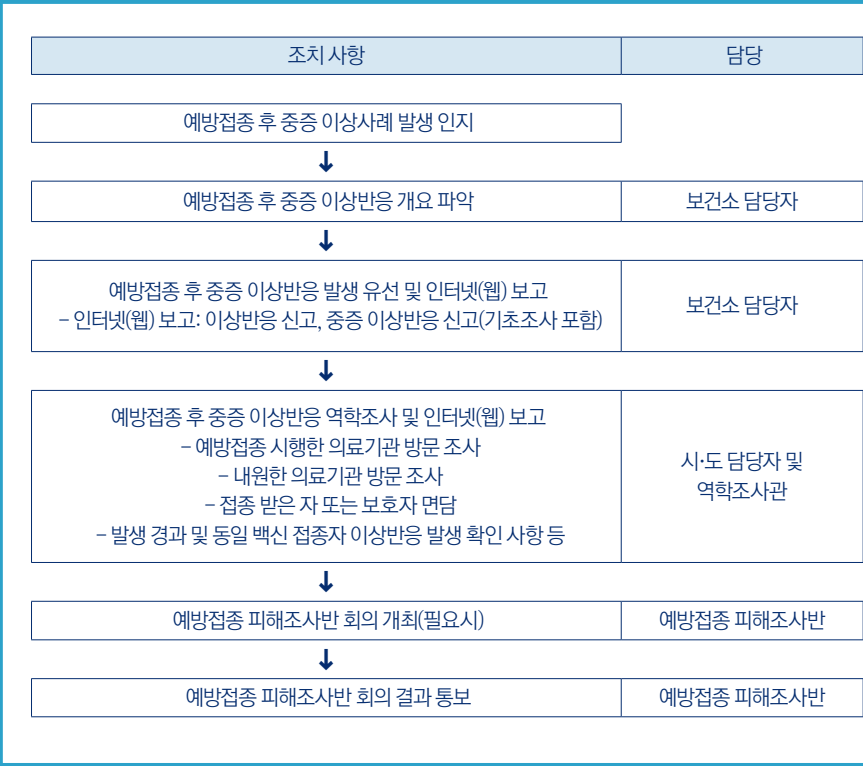 조치 사항 담당
예방접종 후 중증 이상사례 발생 인지
↓
예방접종 후 중증 이상반응 개요 파악 보건소 담당자
↓
예방접종 후 중증 이상반응 발생 유선 및 인터넷(웹) 보고
– 인터넷(웹) 보고: 이상반응 신고, 중증 이상반응 신고(기초조사 포함)
보건소 담당자
↓
예방접종 후 중증 이상반응 역학조사 및 인터넷(웹) 보고
– 예방접종 시행한 의료기관 방문 조사
– 내원한 의료기관 방문 조사
– 접종 받은 자 또는 보호자 면담
– 발생 경과 및 동일 백신 접종자 이상반응 발생 확인 사항 등
시·도 담당자 및
역학조사관
↓
예방접종 피해조사반 회의 개최(필요시) 예방접종 피해조사반
↓
예방접종 피해조사반 회의 결과 통보 예방접종 피해조사반